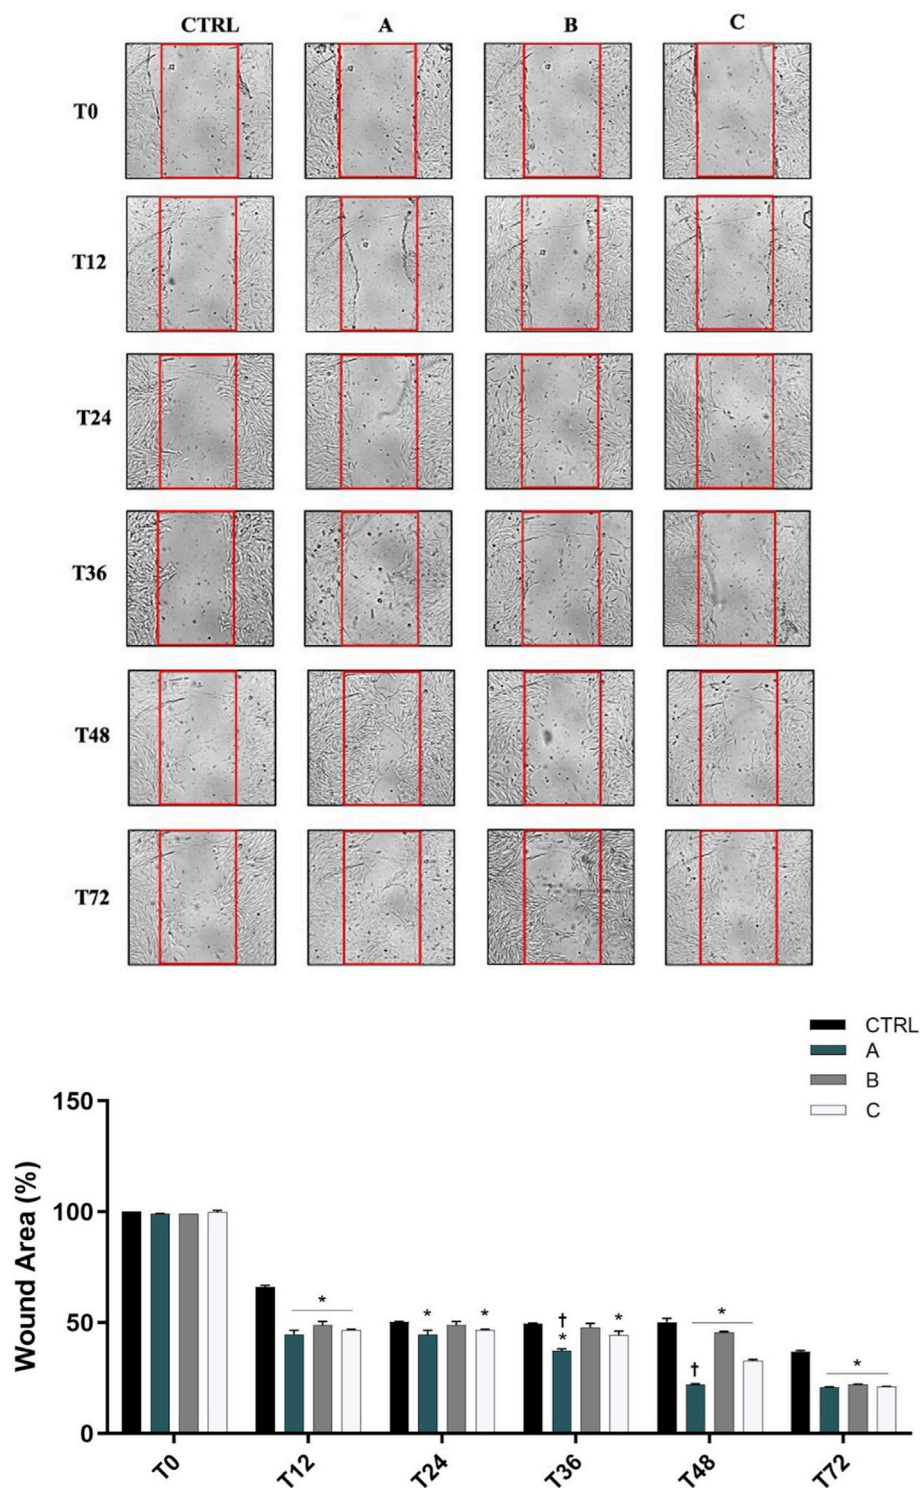 CTRL A B C
T0
T12
T24
T36
T48
T72
CTRL
A
B
C
150
100
50
0
Wound Area (%)
*
* *
†
* *
*
†
*
T0 T12 T24 T36 T48 T72